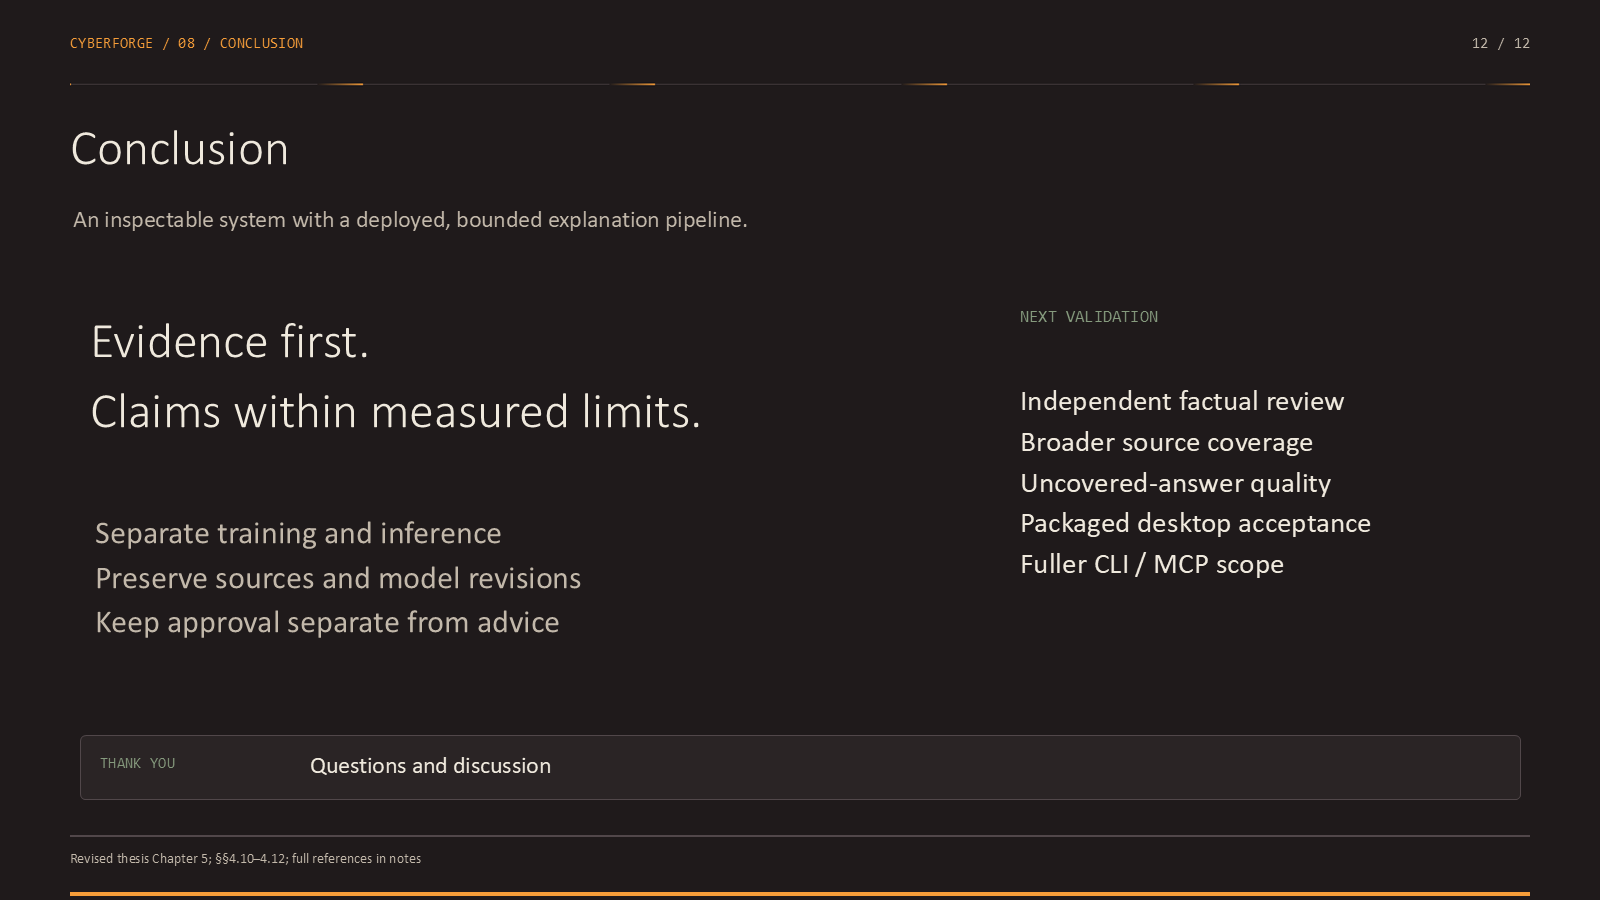 CYBERFORGE / 08 / CONCLUSION
12 / 12
Conclusion
An inspectable system with a deployed, bounded explanation pipeline.
Evidence first.
Claims within measured limits.
Separate training and inference
Preserve sources and model revisions
Keep approval separate from advice
NEXT VALIDATION
Independent factual review
Broader source coverage
Uncovered-answer quality
Packaged desktop acceptance
Fuller CLI / MCP scope
THANK YOU
Questions and discussion
Revised thesis Chapter 5; §§4.10–4.12; full references in notes